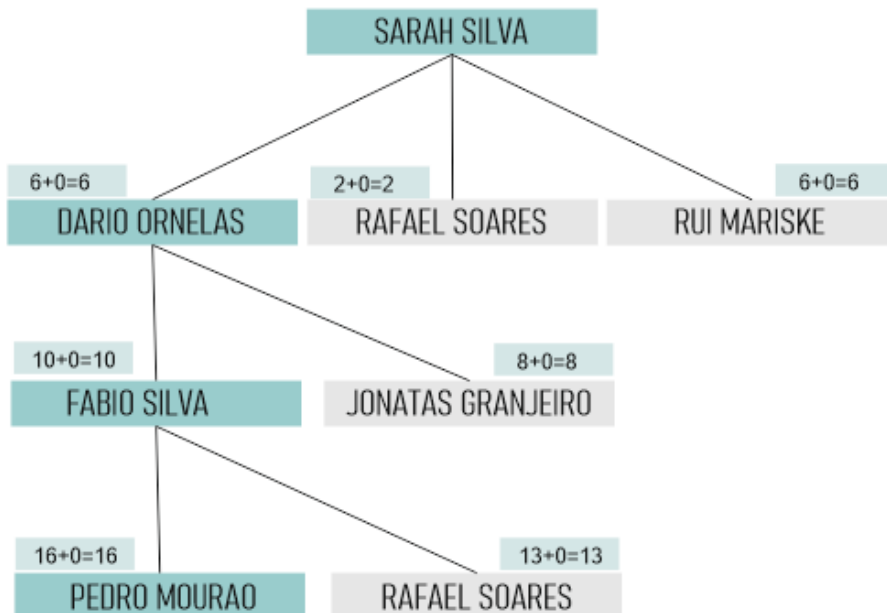 SARAH SILVA
6+0=6
2+0=2
6+0=6
DARIO ORNELAS
RAFAEL SOARES
RUI MARISKE
10+0=10
8+0=8
FABIO SILVA
JONATAS GRANJEIRO
16+0=16
13+0=13
PEDRO MOURAO
RAFAEL SOARES